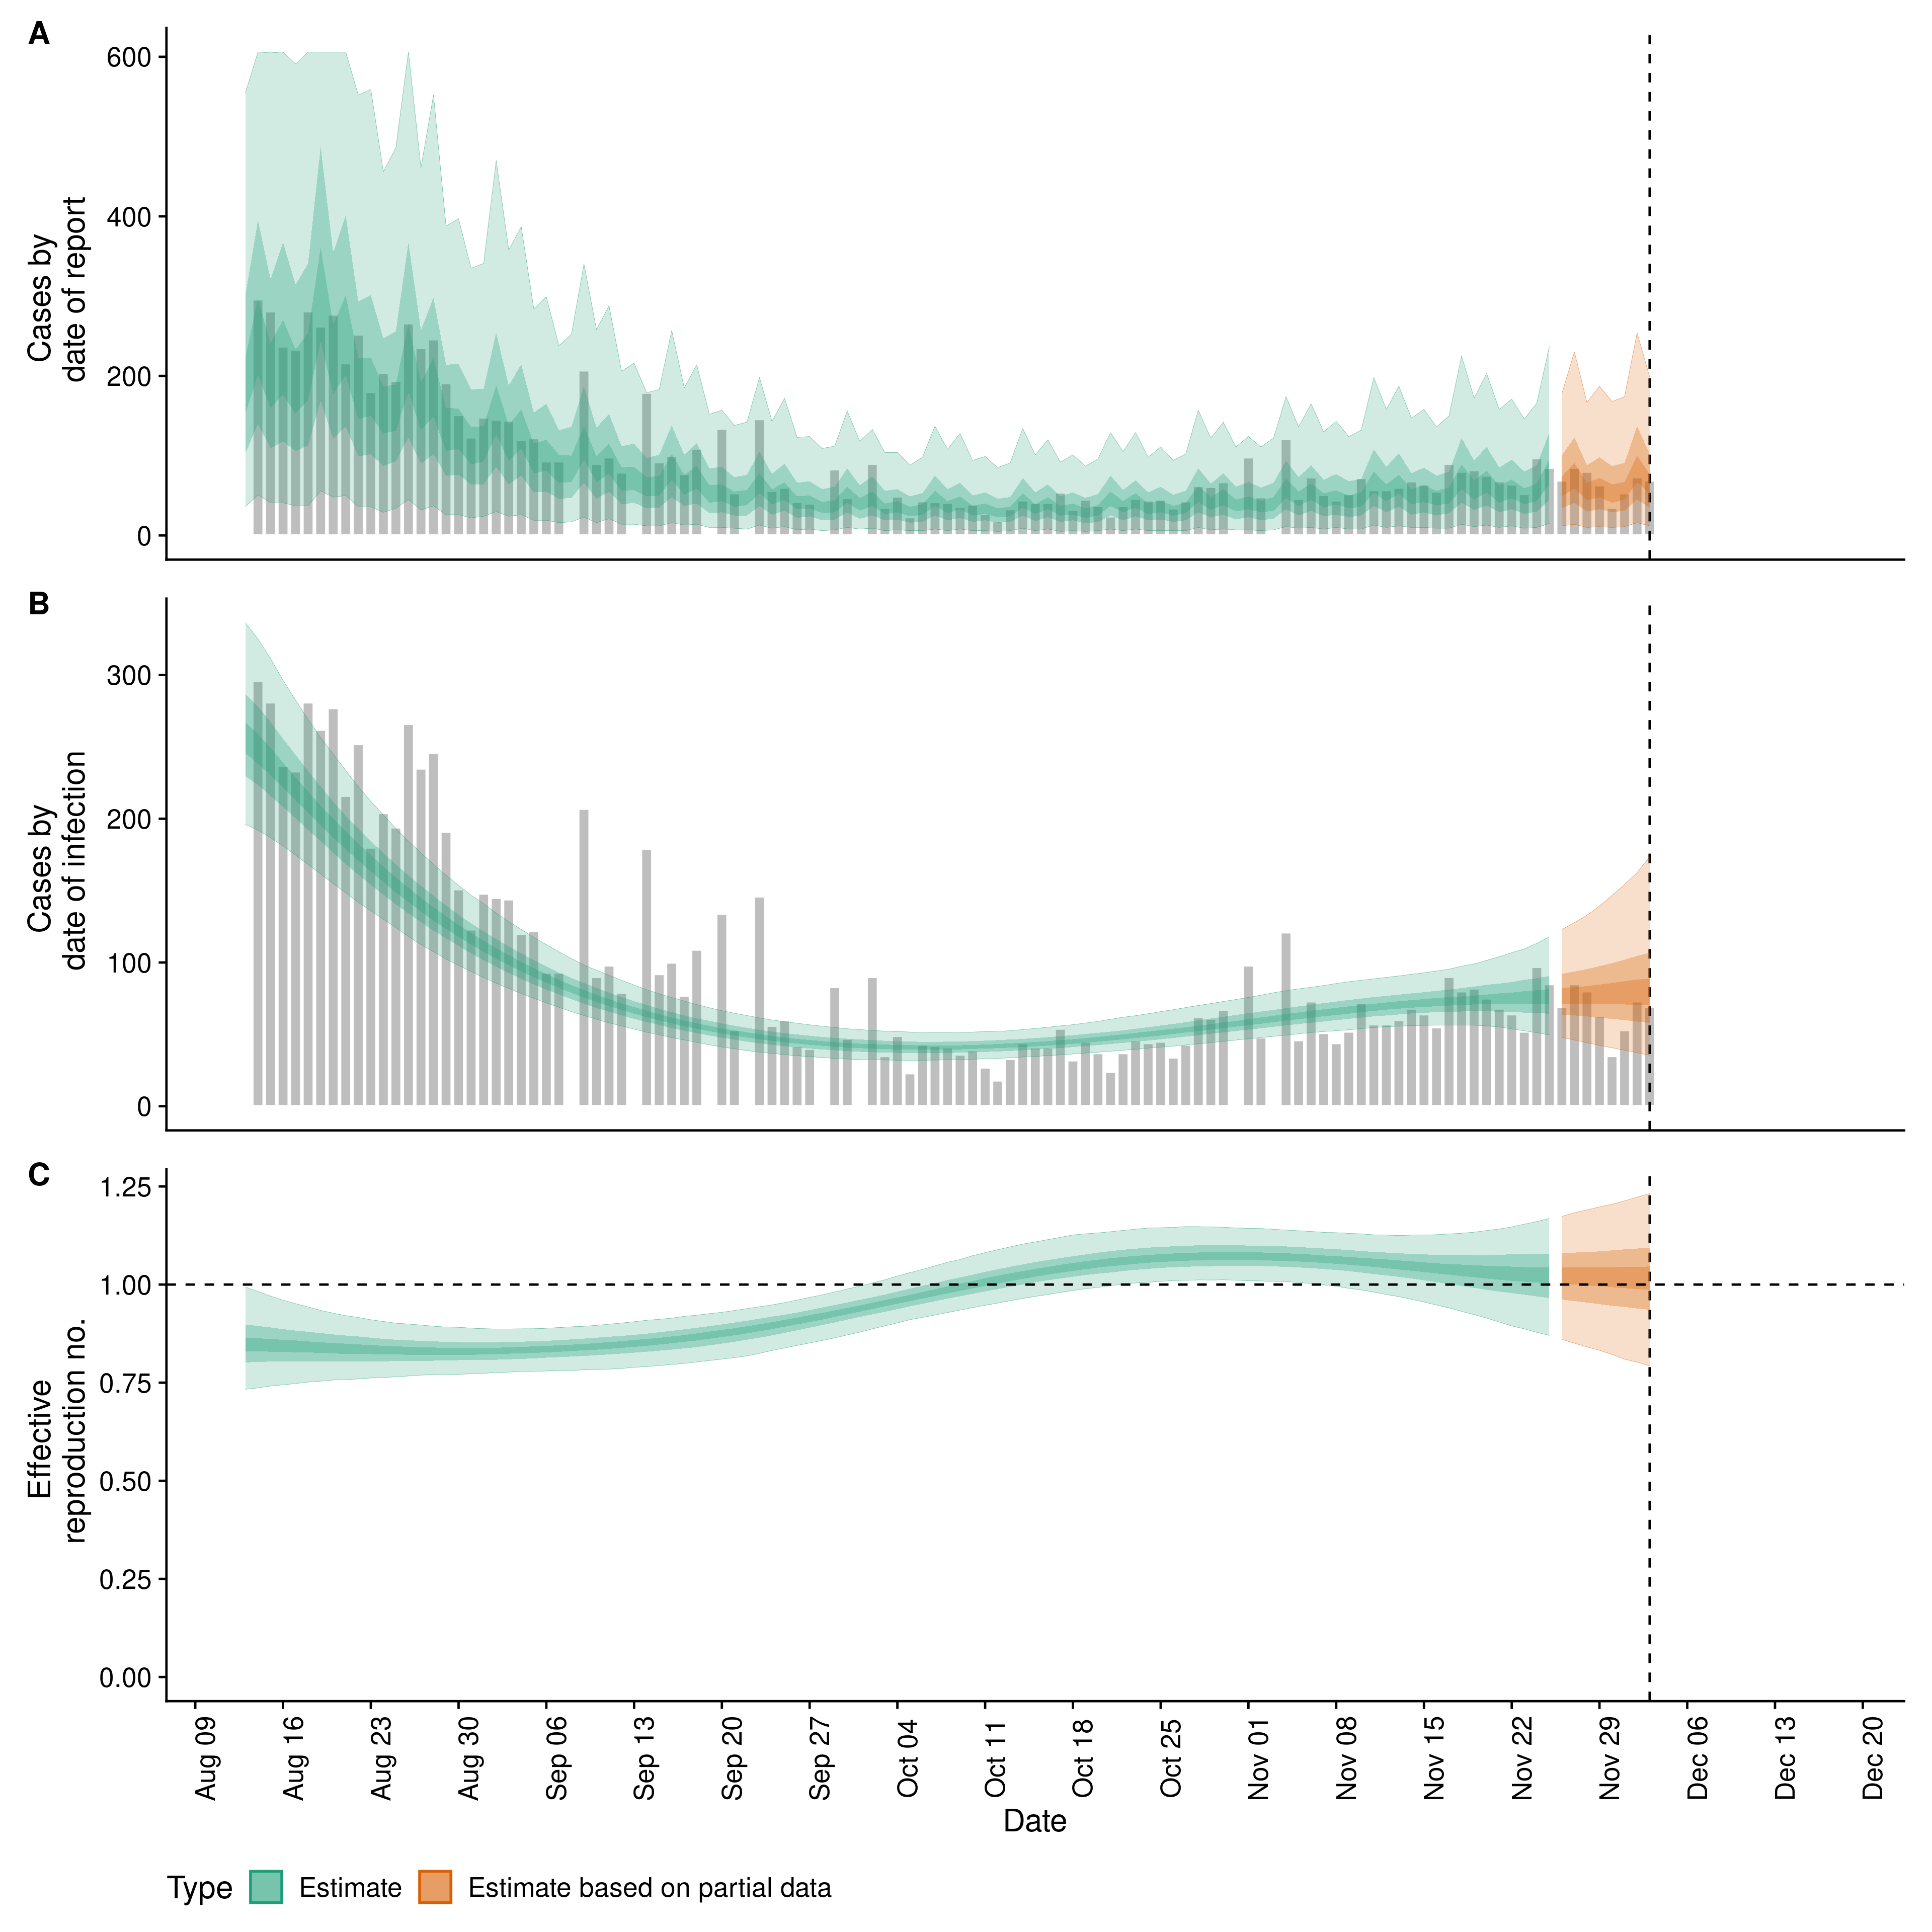 A
Cases by
date of report
600
400
200
0
B
Cases by
date of infection
300
200
100
0
C
Effective
reproduction no.
1.25
1.00
0.75
0.50
0.25
0.00
Aug 09
Aug 16
Aug 23
Aug 30
Sep 06
Sep 13
Sep 20
Sep 27
Oct 04
Oct 11
Oct 18
Oct 25
Nov 01
Nov 08
Nov 15
Nov 22
Nov 29
Dec 06
Dec 13
Dec 20
Date
Type Estimate Estimate based on partial data